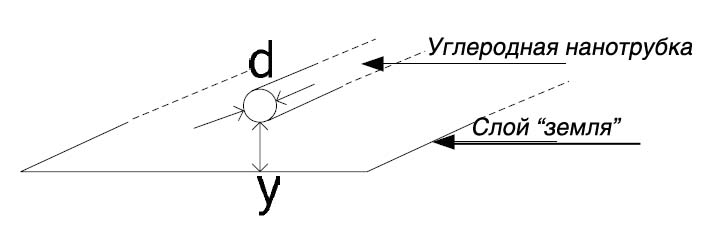 Углеродная нанотрубка
d
Слой “земля”
y